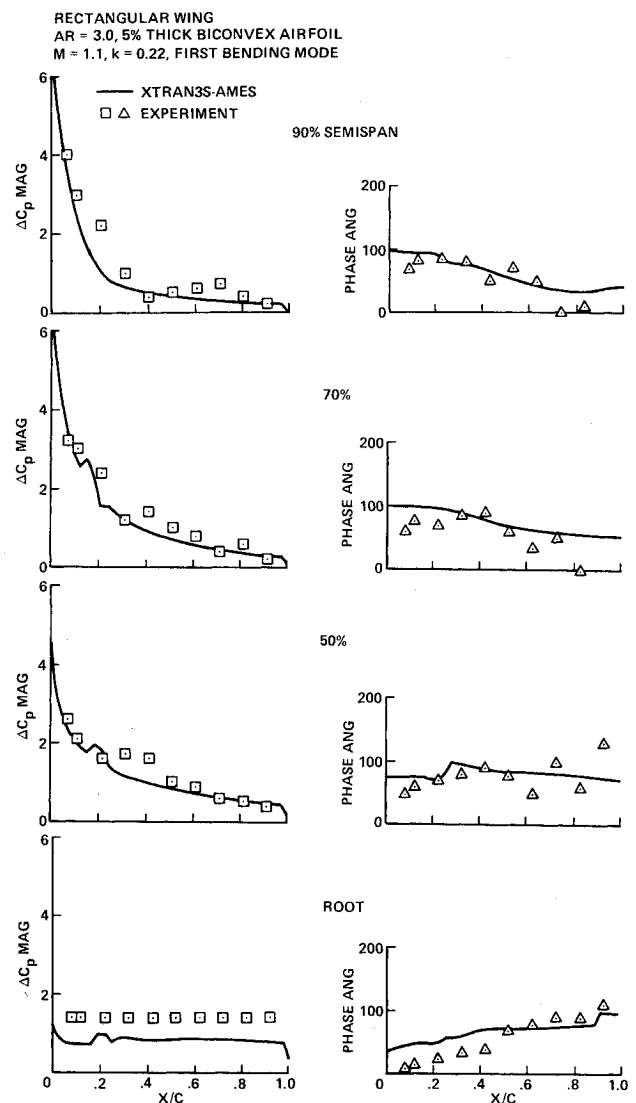 RECTANGULAR WING
AR = 3.0, 5% THICK BICONVEX AIRFOIL
M = 1.1, k = 0.22, FIRST BENDING MODE
6
4
2
0
ΔCp MAG
XTRAN3S-AMES
EXPERIMENT
90% SEMISPAN
200
100
0
PHASE ANG
6
4
2
0
ΔCp MAG
70%
200
100
0
PHASE ANG
6
4
2
0
ΔCp MAG
50%
200
100
0
PHASE ANG
6
4
2
0
ΔCp MAG
.2 .4 .6 .8 1.0
X/C
ROOT
200
100
0
PHASE ANG
.2 .4 .6 .8 1.0
X/C